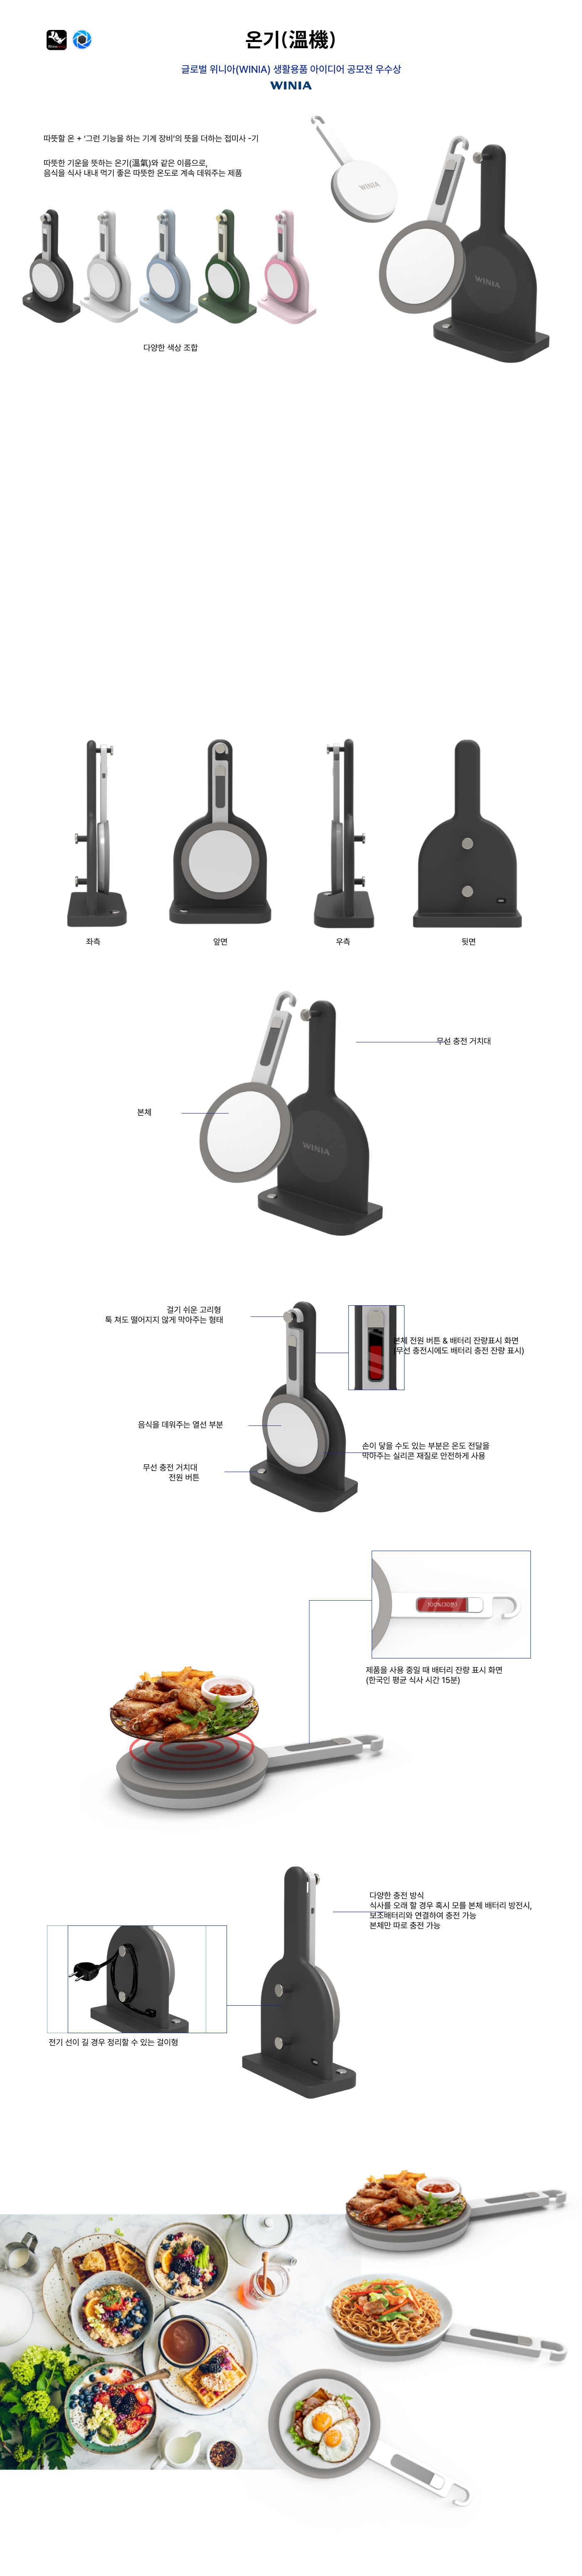 온기(溫機)
글로벌 위니아(WINIA) 생활용품 아이디어 공모전 우수상
WINIA
따뜻할 온 + '그런 기능을 하는 기계 장비'의 뜻을 더하는 접미사 -기
따뜻한 기운을 뜻하는 온기(溫氣)와 같은 이름으로,
음식을 식사 내내 먹기 좋은 따뜻한 온도로 계속 데워주는 제품
WINIA
WINIA
다양한 색상 조합
좌측
앞면
우측
뒷면
무선 충전 거치대
본체
WINIA
걸기 쉬운 고리형
툭 쳐도 떨어지지 않게 막아주는 형태
본체 전원 버튼 & 배터리 잔량표시 화면
(무선 충전시에도 배터리 충전 잔량 표시)
음식을 데워주는 열선 부분
손이 닿을 수도 있는 부분은 온도 전달을
막아주는 실리콘 재질로 안전하게 사용
무선 충전 거치대
전원 버튼
100%(30분)
제품을 사용 중일 때 배터리 잔량 표시 화면
(한국인 평균 식사 시간 15분)
다양한 충전 방식
식사를 오래 할 경우 혹시 모를 본체 배터리 방전시,
보조배터리와 연결하여 충전 가능
본체만 따로 충전 가능
전기 선이 길 경우 정리할 수 있는 걸이형